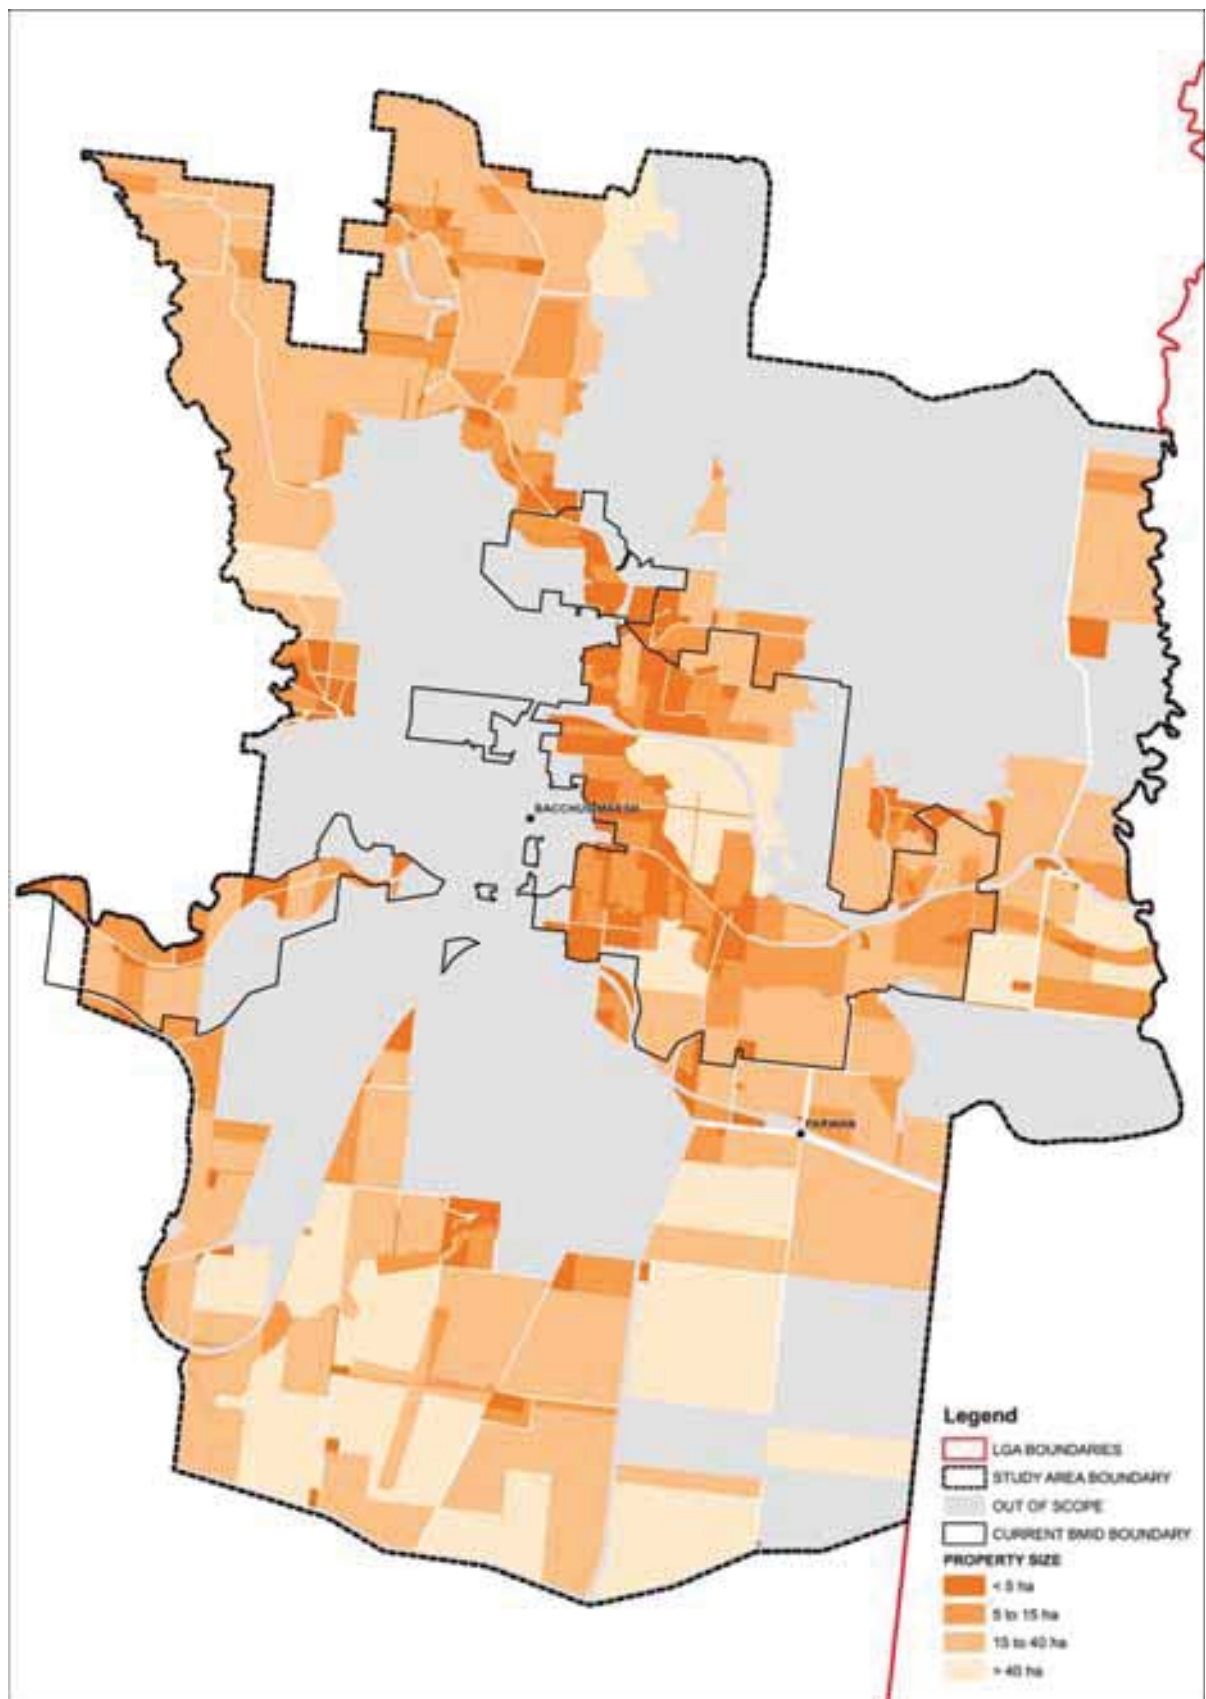 BACCHUS MARSH
PARWAN
Legend
LGA BOUNDARIES
STUDY AREA BOUNDARY
OUT OF SCOPE
CURRENT BMID BOUNDARY
PROPERTY SIZE
< 5 ha
5 to 15 ha
15 to 40 ha
> 40 ha